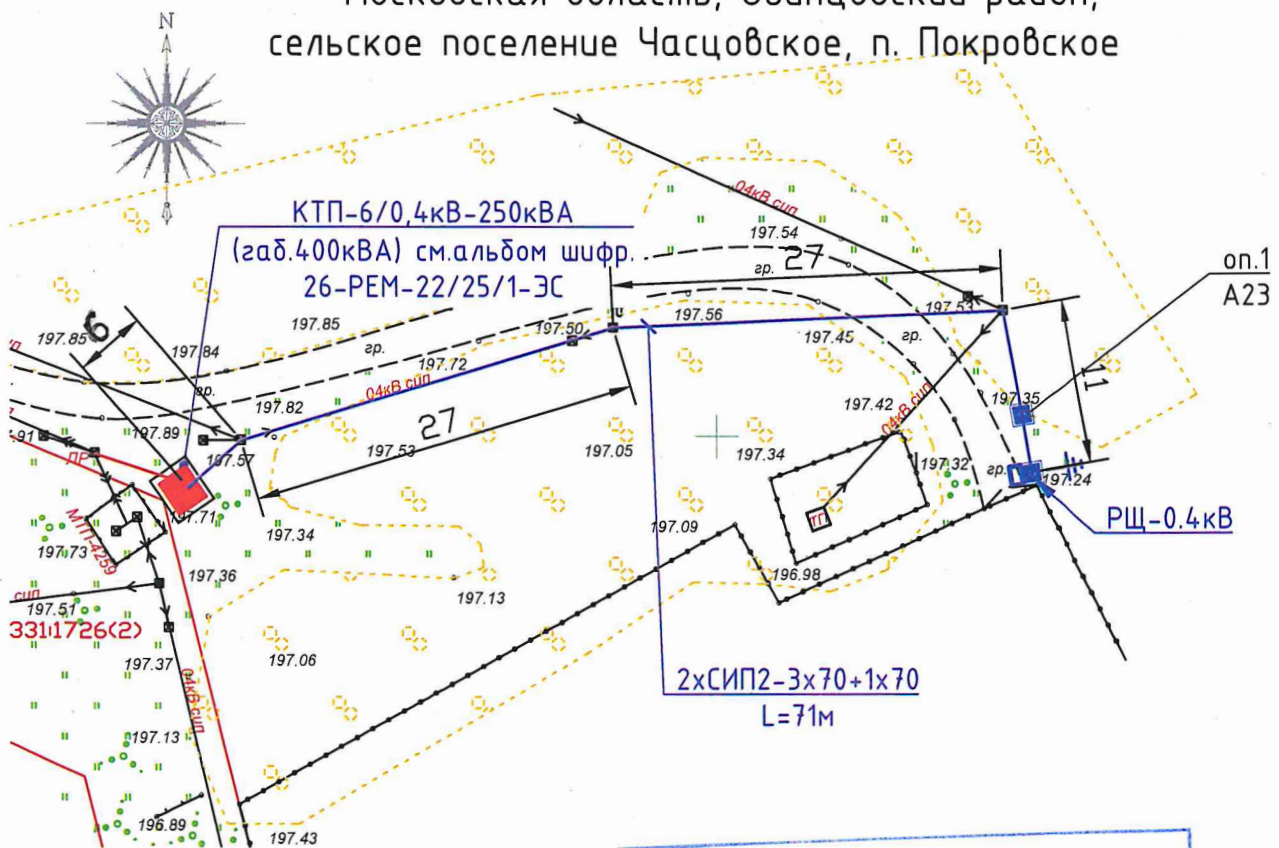 сельское поселение Часцовское, п. Покровское
N
04кВ сип
КТП-6/0,4кВ-250кВА
(габ.400кВА) см.альбом шифр.
26-РЕМ-22/25/1-ЭС
197.54
27
гр.
оп.1
А23
197.85
6
197.84
197.85
197.50
197.56
197.53
197.45
гр.
гр.
гр.
197.72
04кВ сип
197.82
27
197.42
04кВ сип
197.35
11
197.89
197.57
197.53
197.05
197.34
197.32
гр.
197.24
ЛР
197.71
197.34
197.09
ТП
РЩ-0.4кВ
МТП-4259
197.73
197.36
197.13
196.98
сип
197.51
331:1726(2)
197.37
197.06
04кВ сип
2хСИП2-3х70+1х70
L=71м
197.13
196.89
197.43